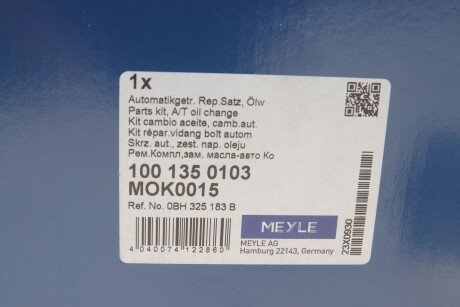 1x
Automatikgetr. Rep.Satz, Ölw
Parts kit, A/T oil change
Kit cambio aceite, camb.aut.
Kit répar.vidang boît autom
Skrz. aut., zest. nap. oleju
Рем.Компл,зам. масла-авто Ко
100 135 0103
MOK0015
Ref. No. 0BH 325 183 B
MEYLE
MEYLE AG
Hamburg 22143, Germany
4 040074 122860
23X0930